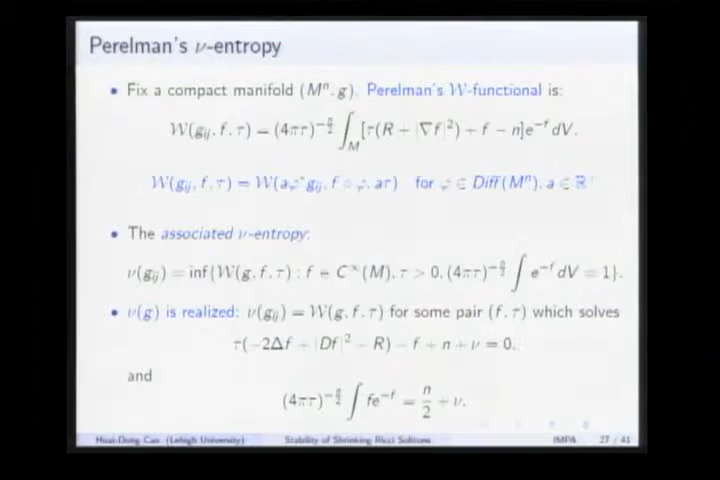 Perelman's ν-entropy
• Fix a compact manifold (Mⁿ, g). Perelman's 𝒲-functional is:
𝒲(g_ij, f, τ) = (4πτ)^{-n/2} ∫_M [τ(R + |∇f|²) + f − n]e^{−f} dV.
𝒲(g_ij, f, τ) = 𝒲(aφ*g_ij, f ∘ φ, aτ) for φ ∈ Diff(Mⁿ), a ∈ ℝ⁺
• The associated ν-entropy:
ν(g_ij) = inf{𝒲(g, f, τ) : f ∈ C^∞(M), τ > 0, (4πτ)^{-n/2} ∫ e^{−f} dV = 1}.
• ν(g) is realized: ν(g_ij) = 𝒲(g, f, τ) for some pair (f, τ) which solves
τ(−2Δf + |Df|² − R) − f + n + ν = 0,
and
(4πτ)^{-n/2} ∫ fe^{−f} = n/2 + ν.
Huai-Dong Cao (Lehigh University) Stability of Shrinking Ricci Solitons IMPA 27 / 41